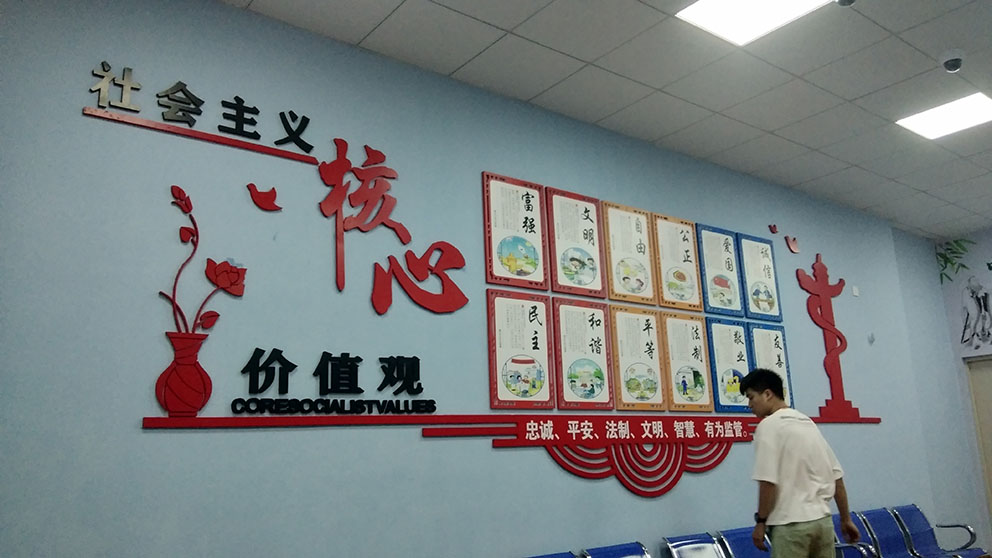 社会主义
核心
价值观
CORESOCIALISTVALUES
富强
文明
自由
公正
爱国
诚信
民主
和谐
平等
法制
敬业
友善
忠诚、平安、法制、文明、智慧、有为监管。